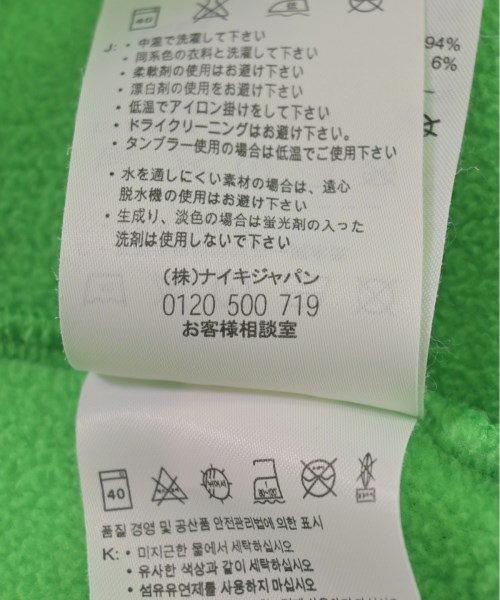 40
J: ・中温で洗濯して下さい
・同系色の衣料と洗濯して下さい
・柔軟剤の使用はお避け下さい
・漂白剤の使用をお避け下さい
・低温でアイロン掛けをして下さい
・ドライクリーニングはお避け下さい。
・タンブラー使用の場合は低温でご使用下さい
・水を通しにくい素材の場合は、遠心
脱水機の使用はお避け下さい
・生成り、淡色の場合は蛍光剤の入った
洗剤は使用しないで下さい
(株)ナイキジャパン
0120 500 719
お客様相談室
94%
6%
40
품질 경영 및 공산품 안전관리법에 의한 표시
K: • 미지근한 물에서 세탁하십시오
• 유사한 색상과 같이 세탁하십시오
• 섬유유연제를 사용하지 마십시오